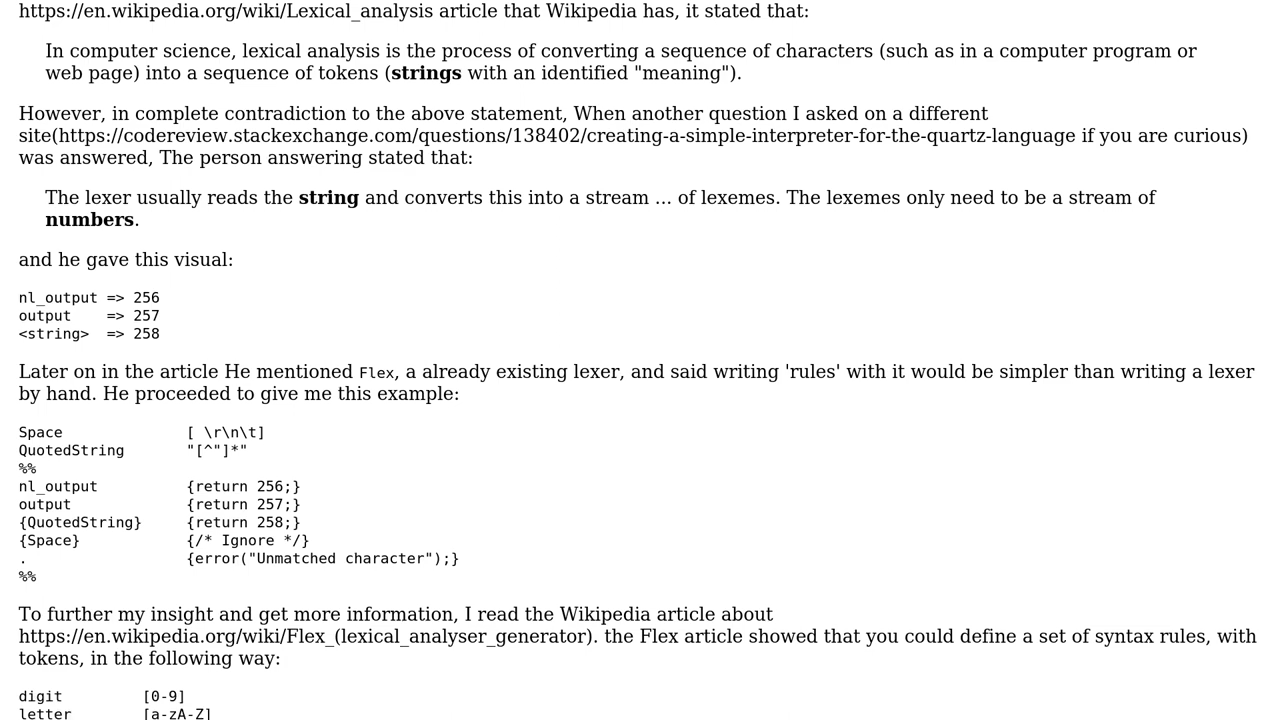 https://en.wikipedia.org/wiki/Lexical_analysis article that Wikipedia has, it stated that:
In computer science, lexical analysis is the process of converting a sequence of characters (such as in a computer program or
web page) into a sequence of tokens (strings with an identified "meaning").
However, in complete contradiction to the above statement, When another question I asked on a different
site(https://codereview.stackexchange.com/questions/138402/creating-a-simple-interpreter-for-the-quartz-language if you are curious)
was answered, The person answering stated that:
The lexer usually reads the string and converts this into a stream ... of lexemes. The lexemes only need to be a stream of
numbers.
and he gave this visual:
nl_output => 256
output    => 257
<string>  => 258
Later on in the article He mentioned Flex, a already existing lexer, and said writing 'rules' with it would be simpler than writing a lexer
by hand. He proceeded to give me this example:
Space              [ \r\n\t]
QuotedString       "[^"]*"
%%
nl_output          {return 256;}
output             {return 257;}
{QuotedString}     {return 258;}
{Space}            {/* Ignore */}
.                  {error("Unmatched character");}
%%
To further my insight and get more information, I read the Wikipedia article about
https://en.wikipedia.org/wiki/Flex_(lexical_analyser_generator). the Flex article showed that you could define a set of syntax rules, with
tokens, in the following way:
digit         [0-9]
letter        [a-zA-Z]